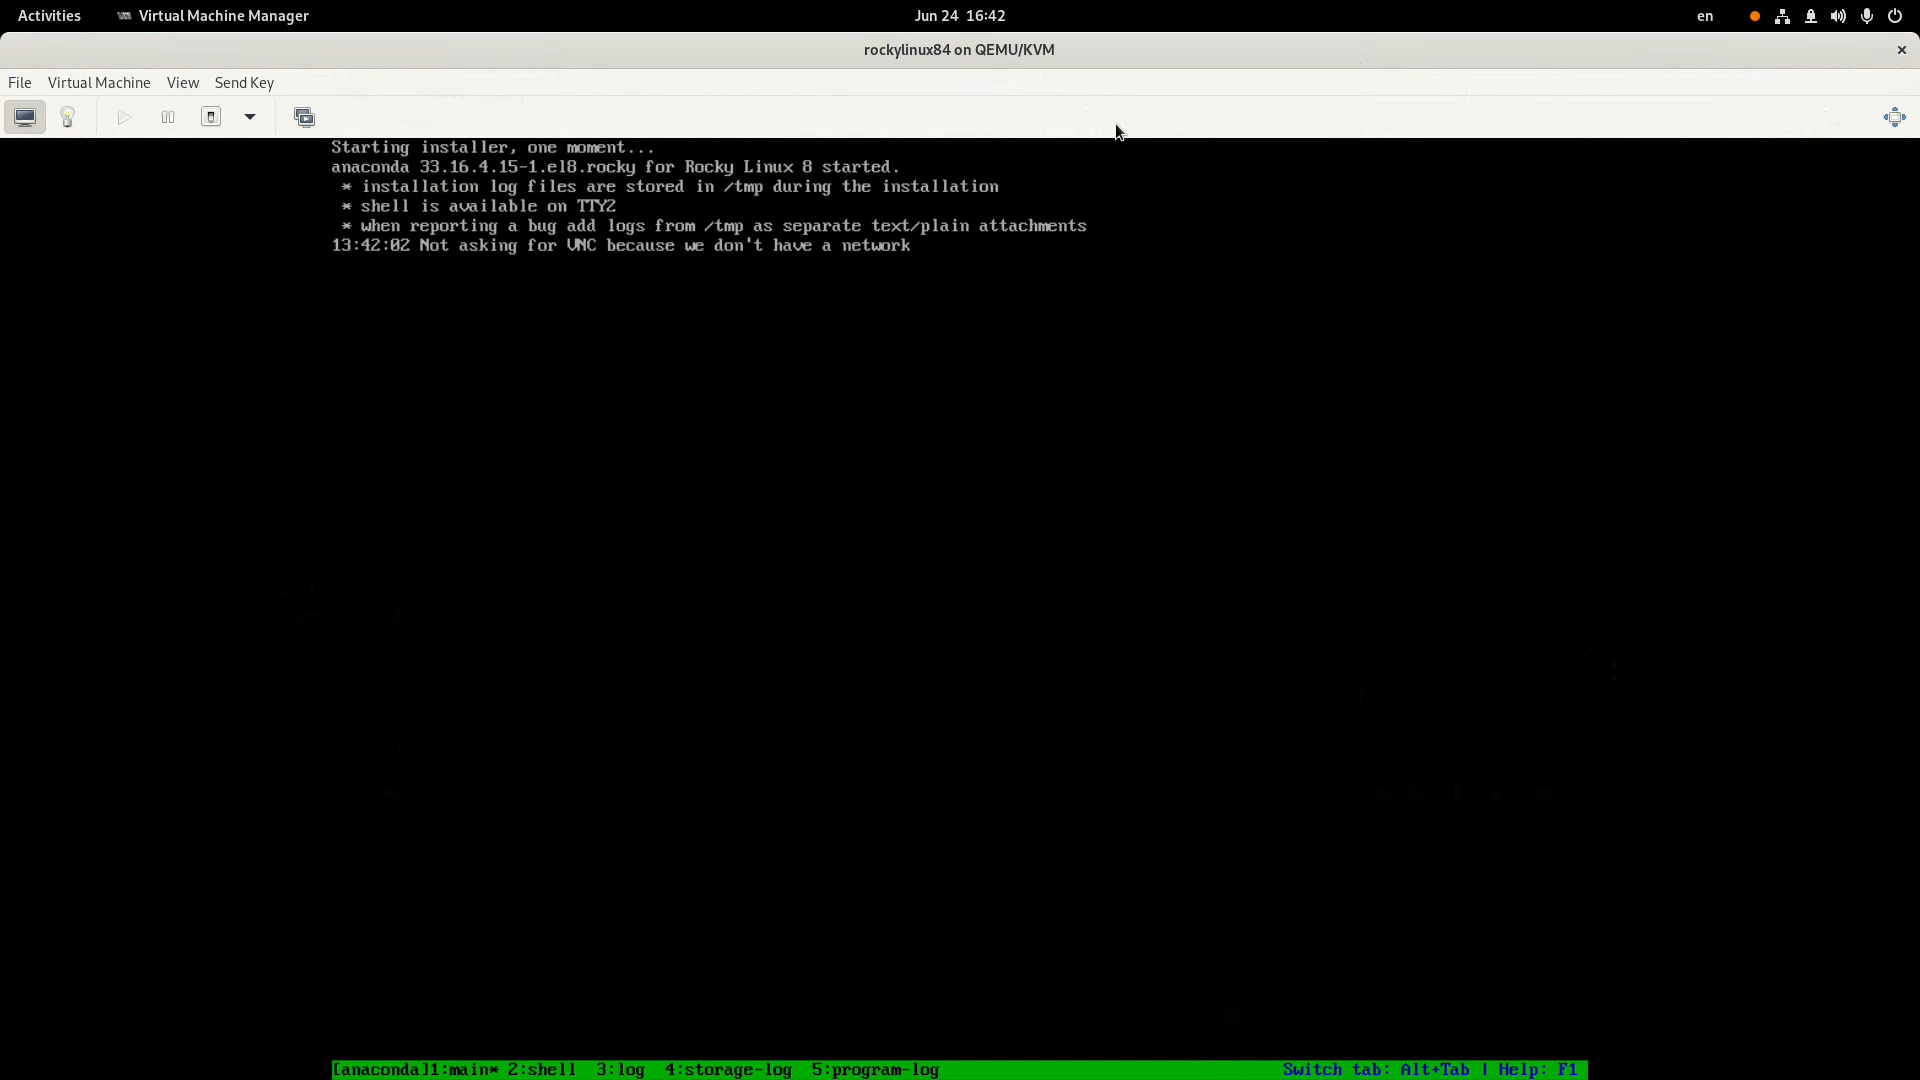 Activities Virtual Machine Manager Jun 24 16:42 en
rockylinux84 on QEMU/KVM ×
File Virtual Machine View Send Key
Starting installer, one moment...
anaconda 33.16.4.15-1.el8.rocky for Rocky Linux 8 started.
* installation log files are stored in /tmp during the installation
* shell is available on TTY2
* when reporting a bug add logs from /tmp as separate text/plain attachments
13:42:02 Not asking for VNC because we don't have a network
[anaconda]1:main* 2:shell 3:log 4:storage-log 5:program-log Switch tab: Alt+Tab | Help: F1